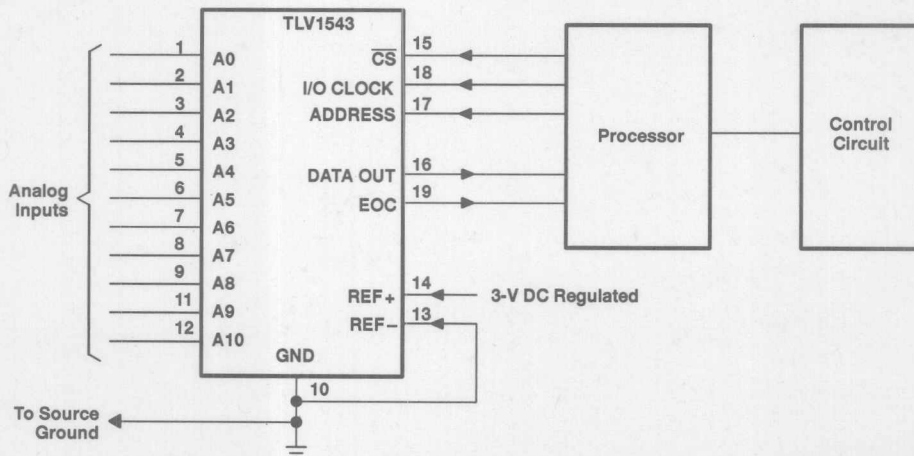 TLV1543
1 A0
2 A1
3 A2
4 A3
5 A4
6 A5
7 A6
8 A7
9 A8
11 A9
12 A10
Analog
Inputs
15 CS
18 I/O CLOCK
17 ADDRESS
16 DATA OUT
19 EOC
14 REF+
13 REF−
3-V DC Regulated
GND
10
To Source
Ground
Processor
Control
Circuit